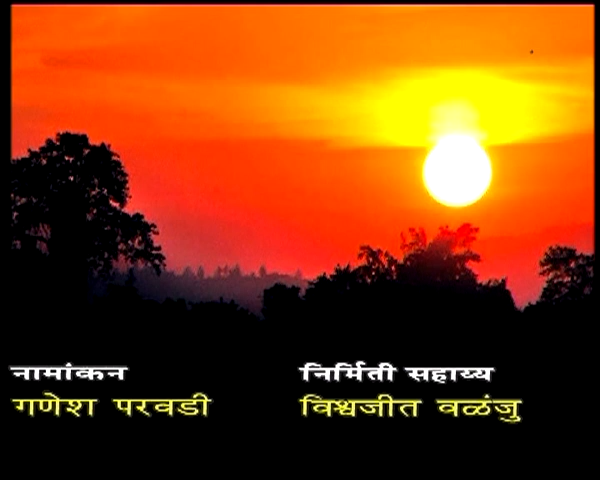 नामांकन
गणेश परवडी
निर्मिती सहाय्य
विश्वजीत वळंजु